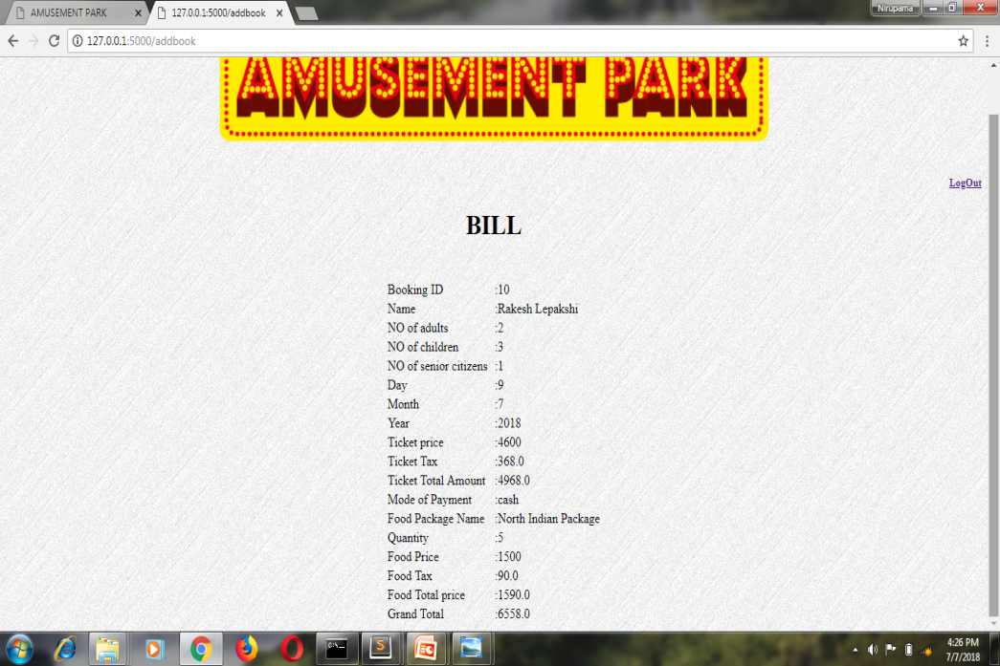 AMUSEMENT PARK
127.0.0.1:5000/addbook
Nirupama
127.0.0.1:5000/addbook
AMUSEMENT PARK
LogOut
BILL
Booking ID :10
Name :Rakesh Lepakshi
NO of adults :2
NO of children :3
NO of senior citizens :1
Day :9
Month :7
Year :2018
Ticket price :4600
Ticket Tax :368.0
Ticket Total Amount :4968.0
Mode of Payment :cash
Food Package Name :North Indian Package
Quantity :5
Food Price :1500
Food Tax :90.0
Food Total price :1590.0
Grand Total :6558.0
4:26 PM
7/7/2018